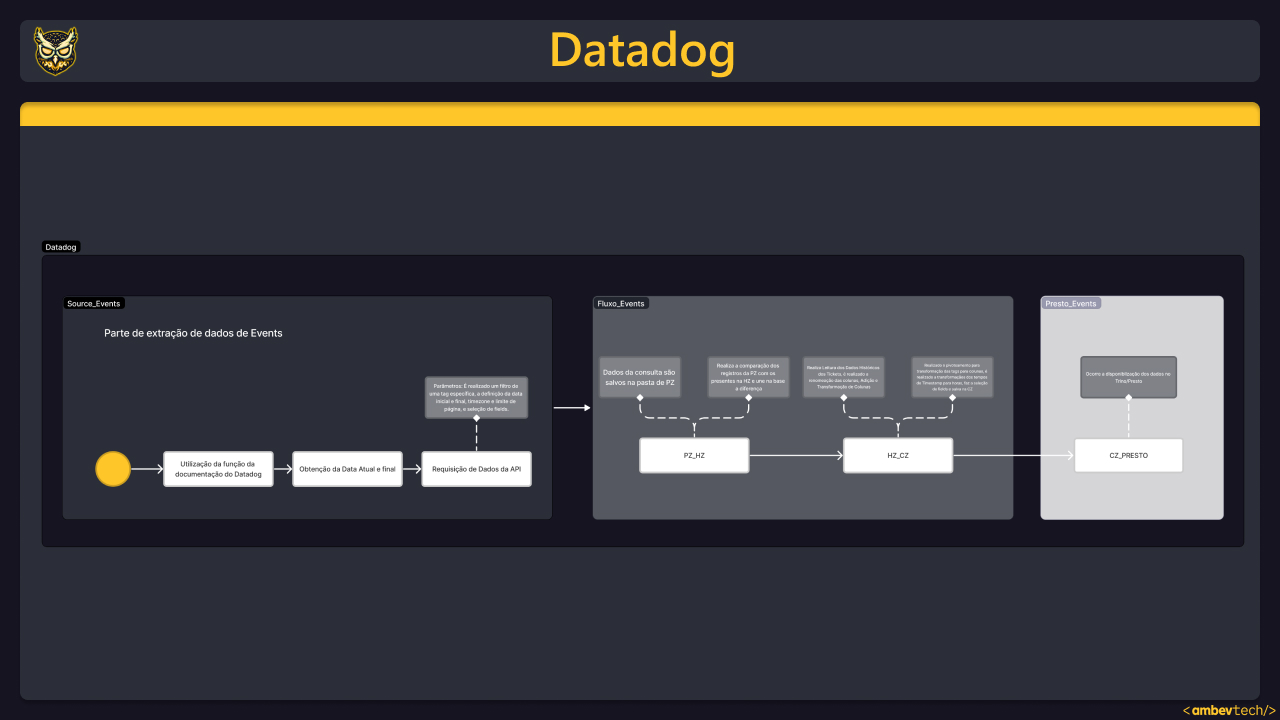 Datadog
Datadog
Source_Events
Parte de extração de dados de Events
Parâmetros: É realizado um filtro de
uma tag específica, a definição da data
inicial e final, timezone e limite de
página, e seleção de fields.
Utilização da função da
documentação do Datadog
Obtenção da Data Atual e final
Requisição de Dados da API
Fluxo_Events
Dados da consulta são
salvos na pasta de PZ
Realiza a comparação dos
registros da PZ com os
presentes na HZ e une na base
a diferença
Realiza Leitura dos Dados Históricos
dos Tickets, é realizado a
remotização das colunas, Adição e
Transformação de Colunas
Realizado o processamento para
transformação das tags para colunas, é
realizado a transformações dos tempos
de Timestamp para horas, faz a seleção
de fields e salva na CZ
PZ_HZ
HZ_CZ
Presto_Events
Ocorre a disponibilização dos dados no
Trino/Presto
CZ_PRESTO
<ambevtech/>